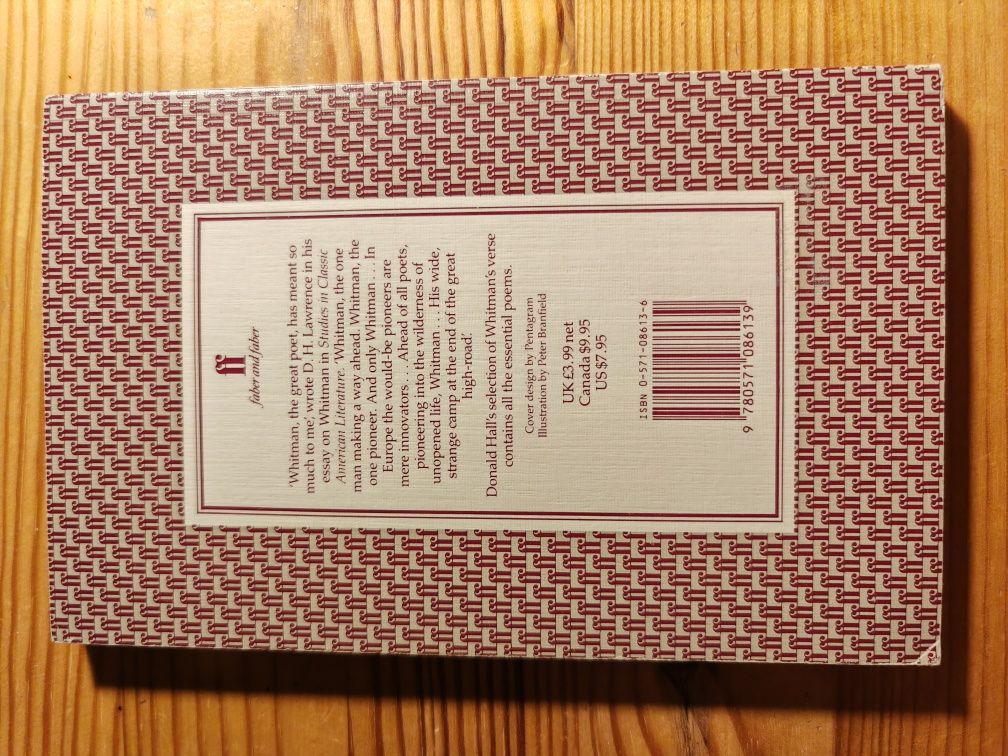 ff
faber and faber
'Whitman, the great poet, has meant so
much to me', wrote D. H. Lawrence in his
essay on Whitman in Studies in Classic
American Literature. 'Whitman, the one
man making a way ahead. Whitman, the
one pioneer. And only Whitman . . . In
Europe the would-be pioneers are
mere innovators. . . Ahead of all poets,
pioneering into the wilderness of
unopened life, Whitman . . . His wide,
strange camp at the end of the great
high-road.'
Donald Hall's selection of Whitman's verse
contains all the essential poems.
Cover design by Pentagram
Illustration by Peter Branfield
UK £3.99 net
Canada $9.95
US $7.95
ISBN 0-571-08613-6
9 780571 086139